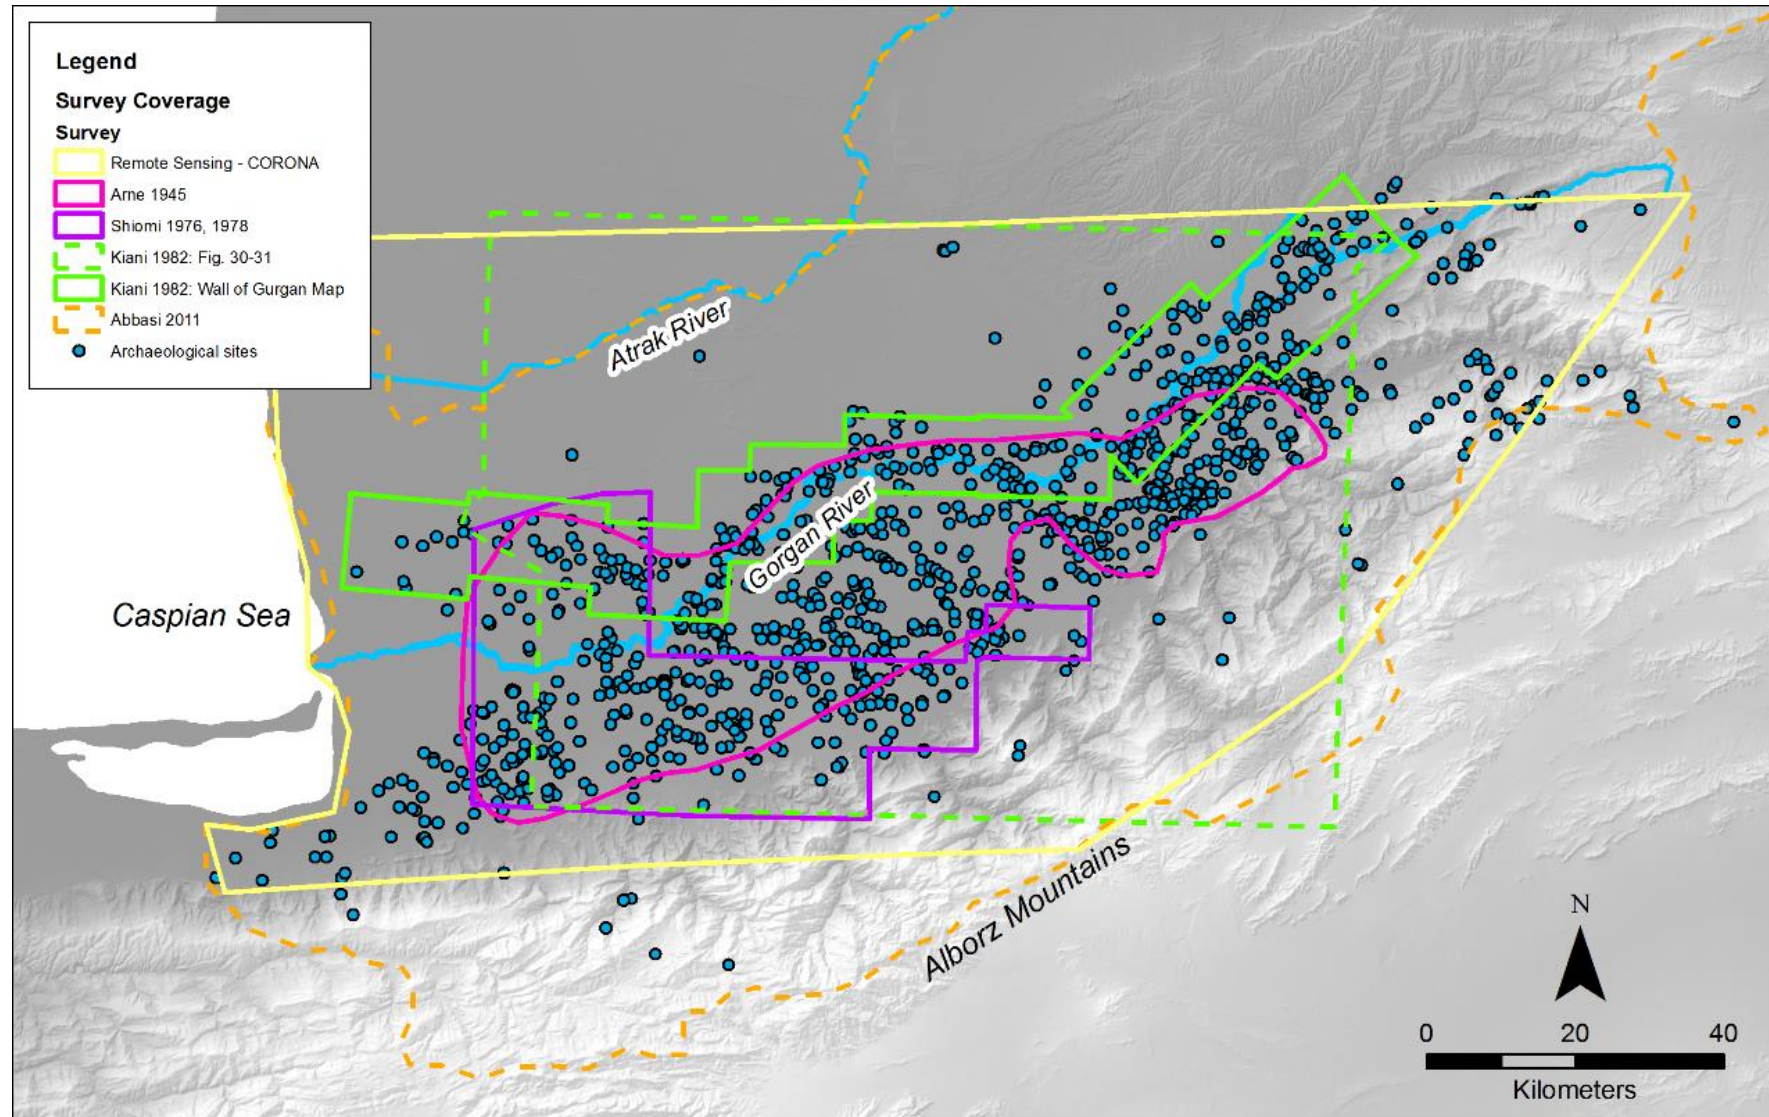 Legend
Survey Coverage
Survey
Remote Sensing - CORONA
Arne 1945
Shiomi 1976, 1978
Kiani 1982: Fig. 30-31
Kiani 1982: Wall of Gurgan Map
Abbasi 2011
Archaeological sites
Atrak River
Gorgan River
Caspian Sea
Alborz Mountains
N
0 20 40
Kilometers